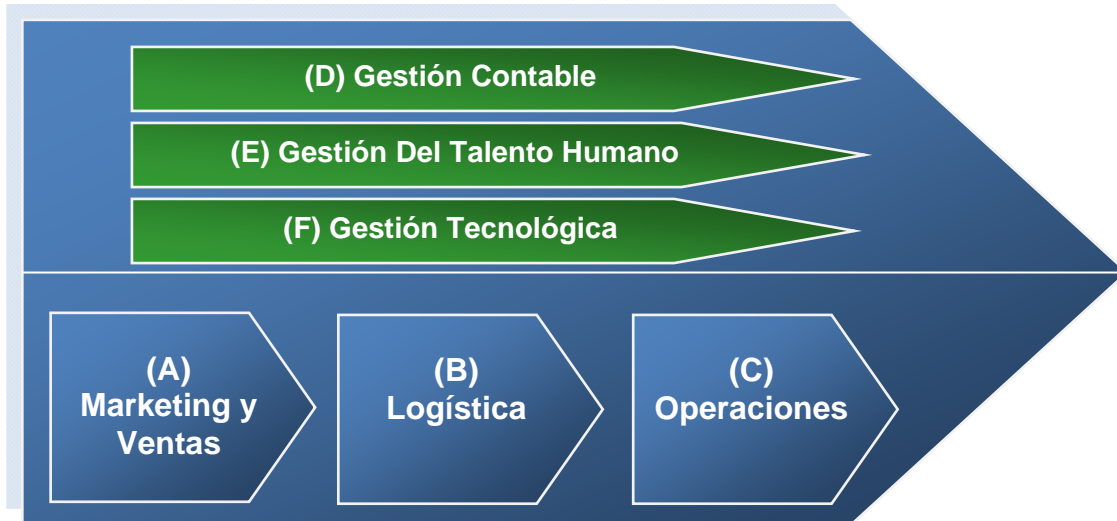 (D) Gestión Contable
(E) Gestión Del Talento Humano
(F) Gestión Tecnológica
(A)
Marketing y
Ventas
(B)
Logística
(C)
Operaciones